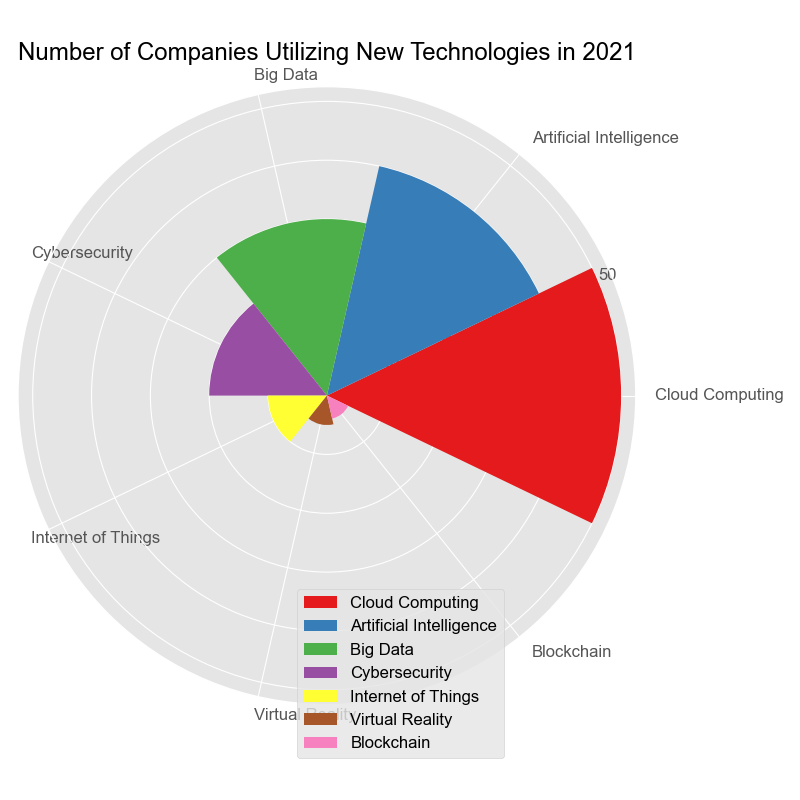 Number of Companies Utilizing New Technologies in 2021
Big Data
Artificial Intelligence
Cybersecurity
50
Cloud Computing
Internet of Things
Blockchain
Virtual Reality
Cloud Computing
Artificial Intelligence
Big Data
Cybersecurity
Internet of Things
Virtual Reality
Blockchain